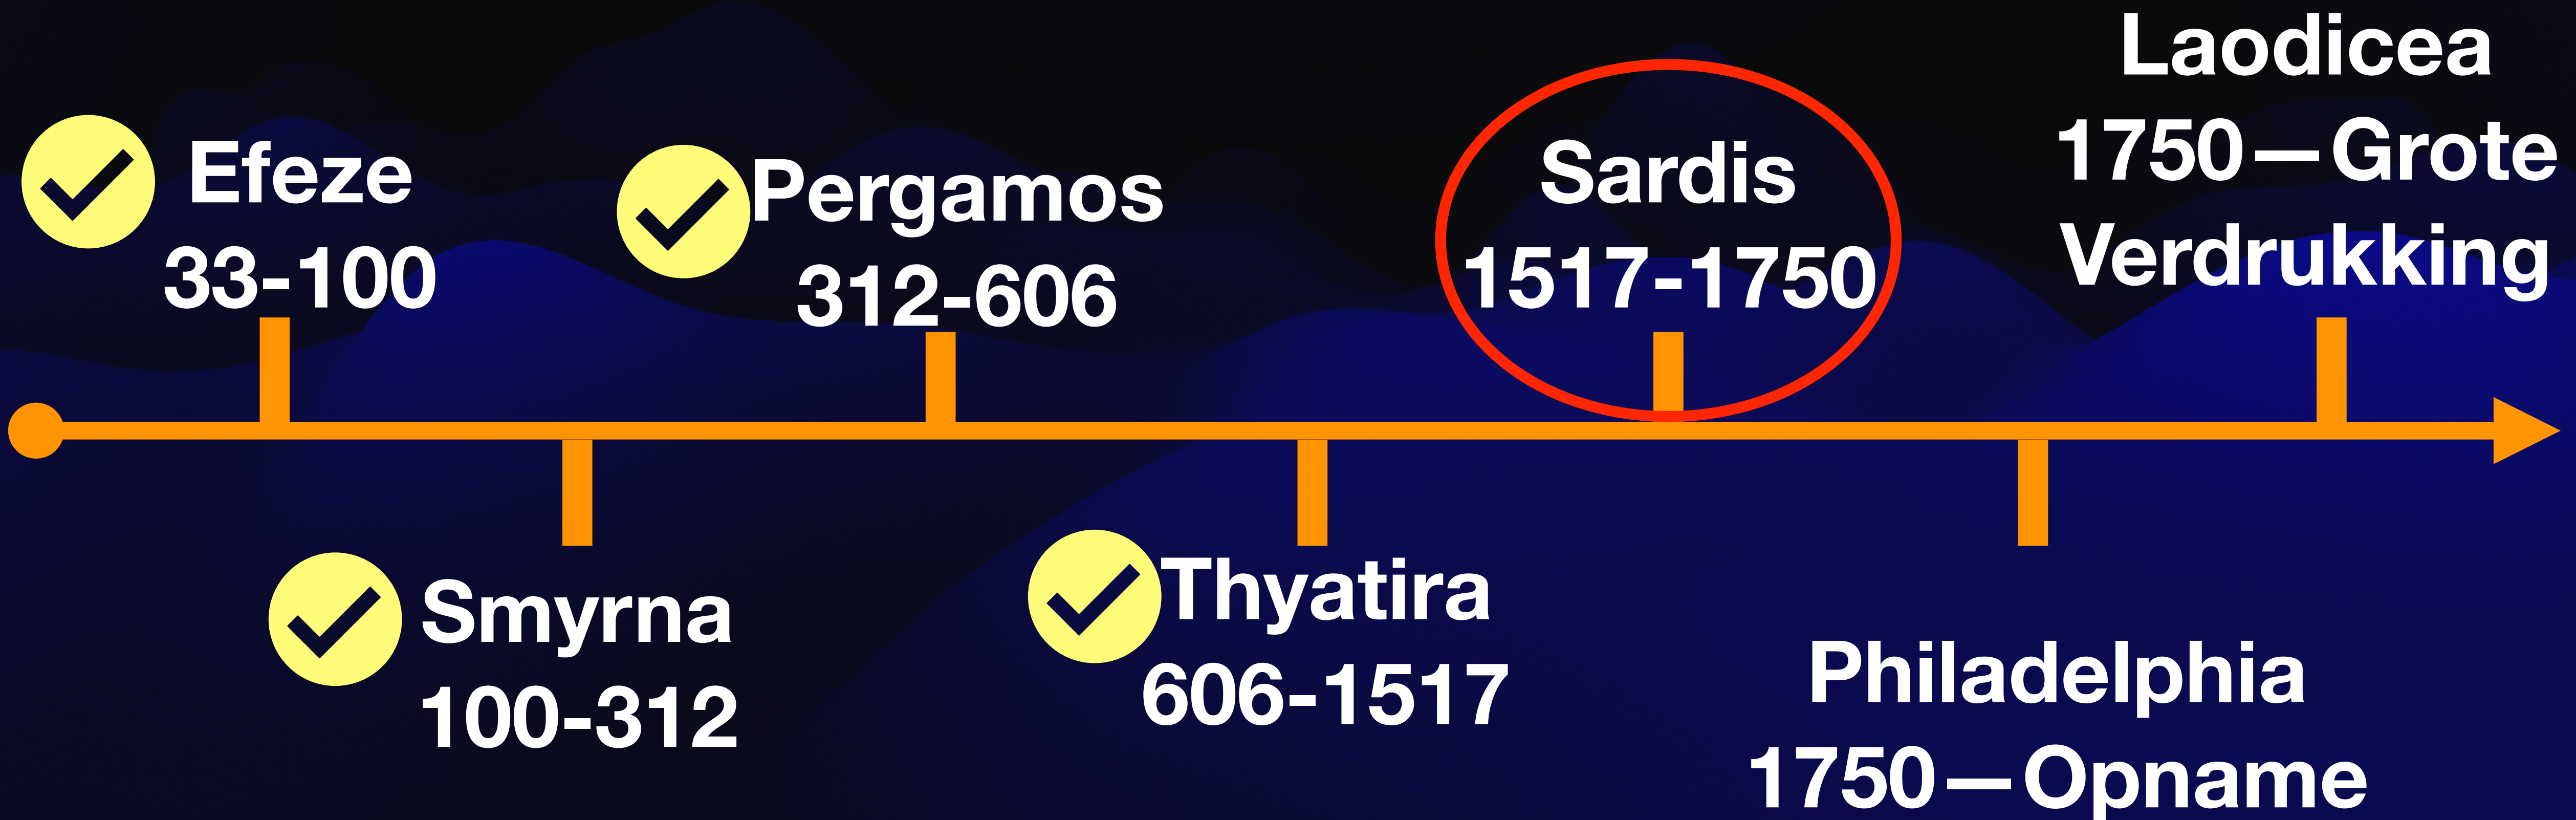 Efeze
33-100
Smyrna
100-312
Pergamos
312-606
Thyatira
606-1517
Sardis
1517-1750
Philadelphia
1750—Opname
Laodicea
1750—Grote
Verdrukking